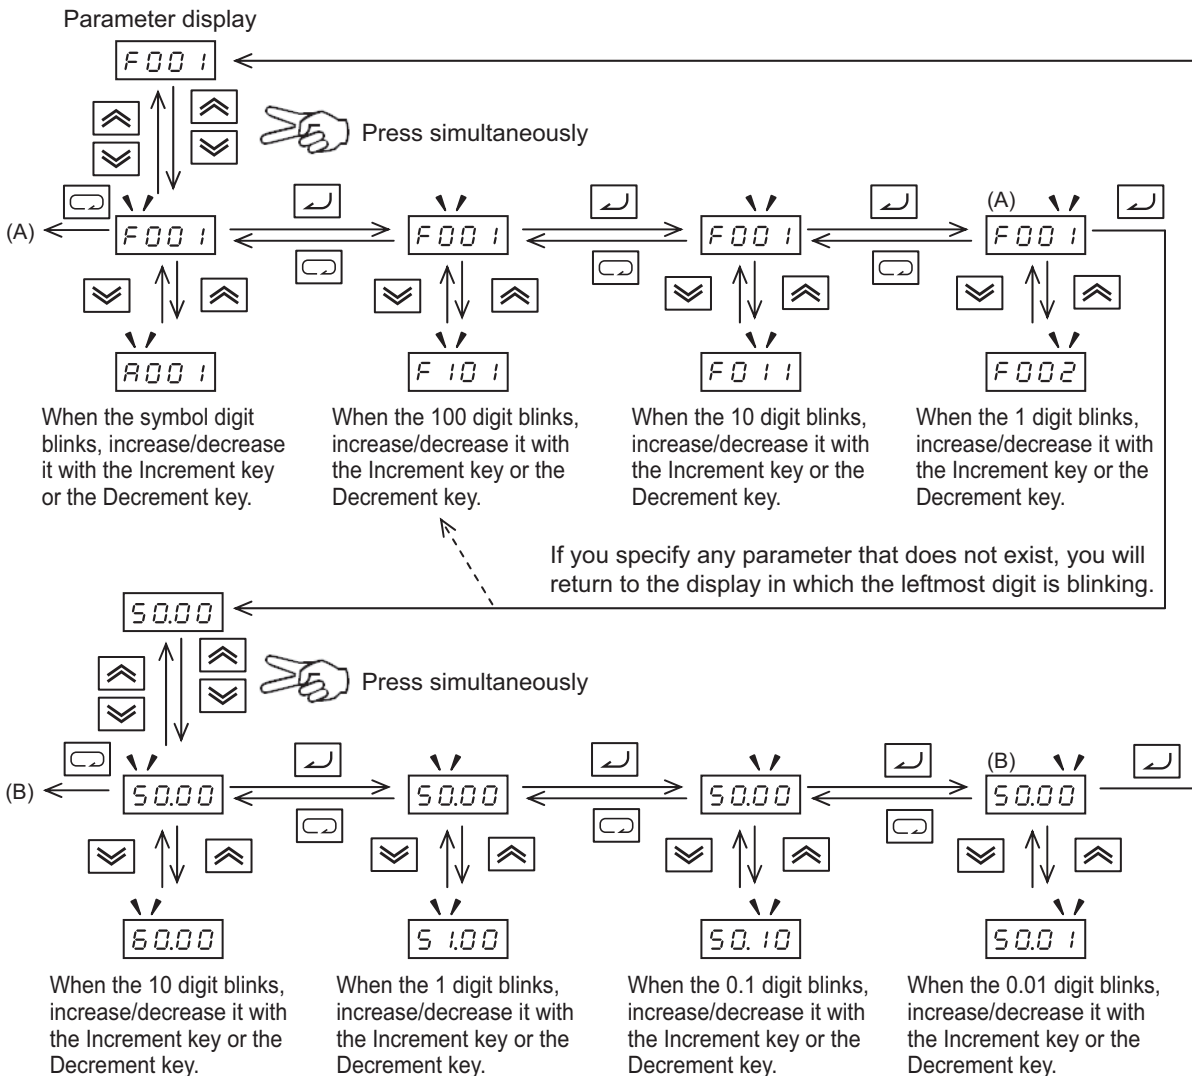 Parameter display
F001
Press simultaneously
(A)
F001
F001
F001
(A)
F001
A001
F101
F011
F002
When the symbol digit
blinks, increase/decrease
it with the Increment key
or the Decrement key.
When the 100 digit blinks,
increase/decrease it with
the Increment key or the
Decrement key.
When the 10 digit blinks,
increase/decrease it with
the Increment key or the
Decrement key.
When the 1 digit blinks,
increase/decrease it with
the Increment key or the
Decrement key.
If you specify any parameter that does not exist, you will
return to the display in which the leftmost digit is blinking.
50.00
Press simultaneously
(B)
50.00
50.00
50.00
(B)
50.00
60.00
51.00
50.10
50.01
When the 10 digit blinks,
increase/decrease it with
the Increment key or the
Decrement key.
When the 1 digit blinks,
increase/decrease it with
the Increment key or the
Decrement key.
When the 0.1 digit blinks,
increase/decrease it with
the Increment key or the
Decrement key.
When the 0.01 digit blinks,
increase/decrease it with
the Increment key or the
Decrement key.